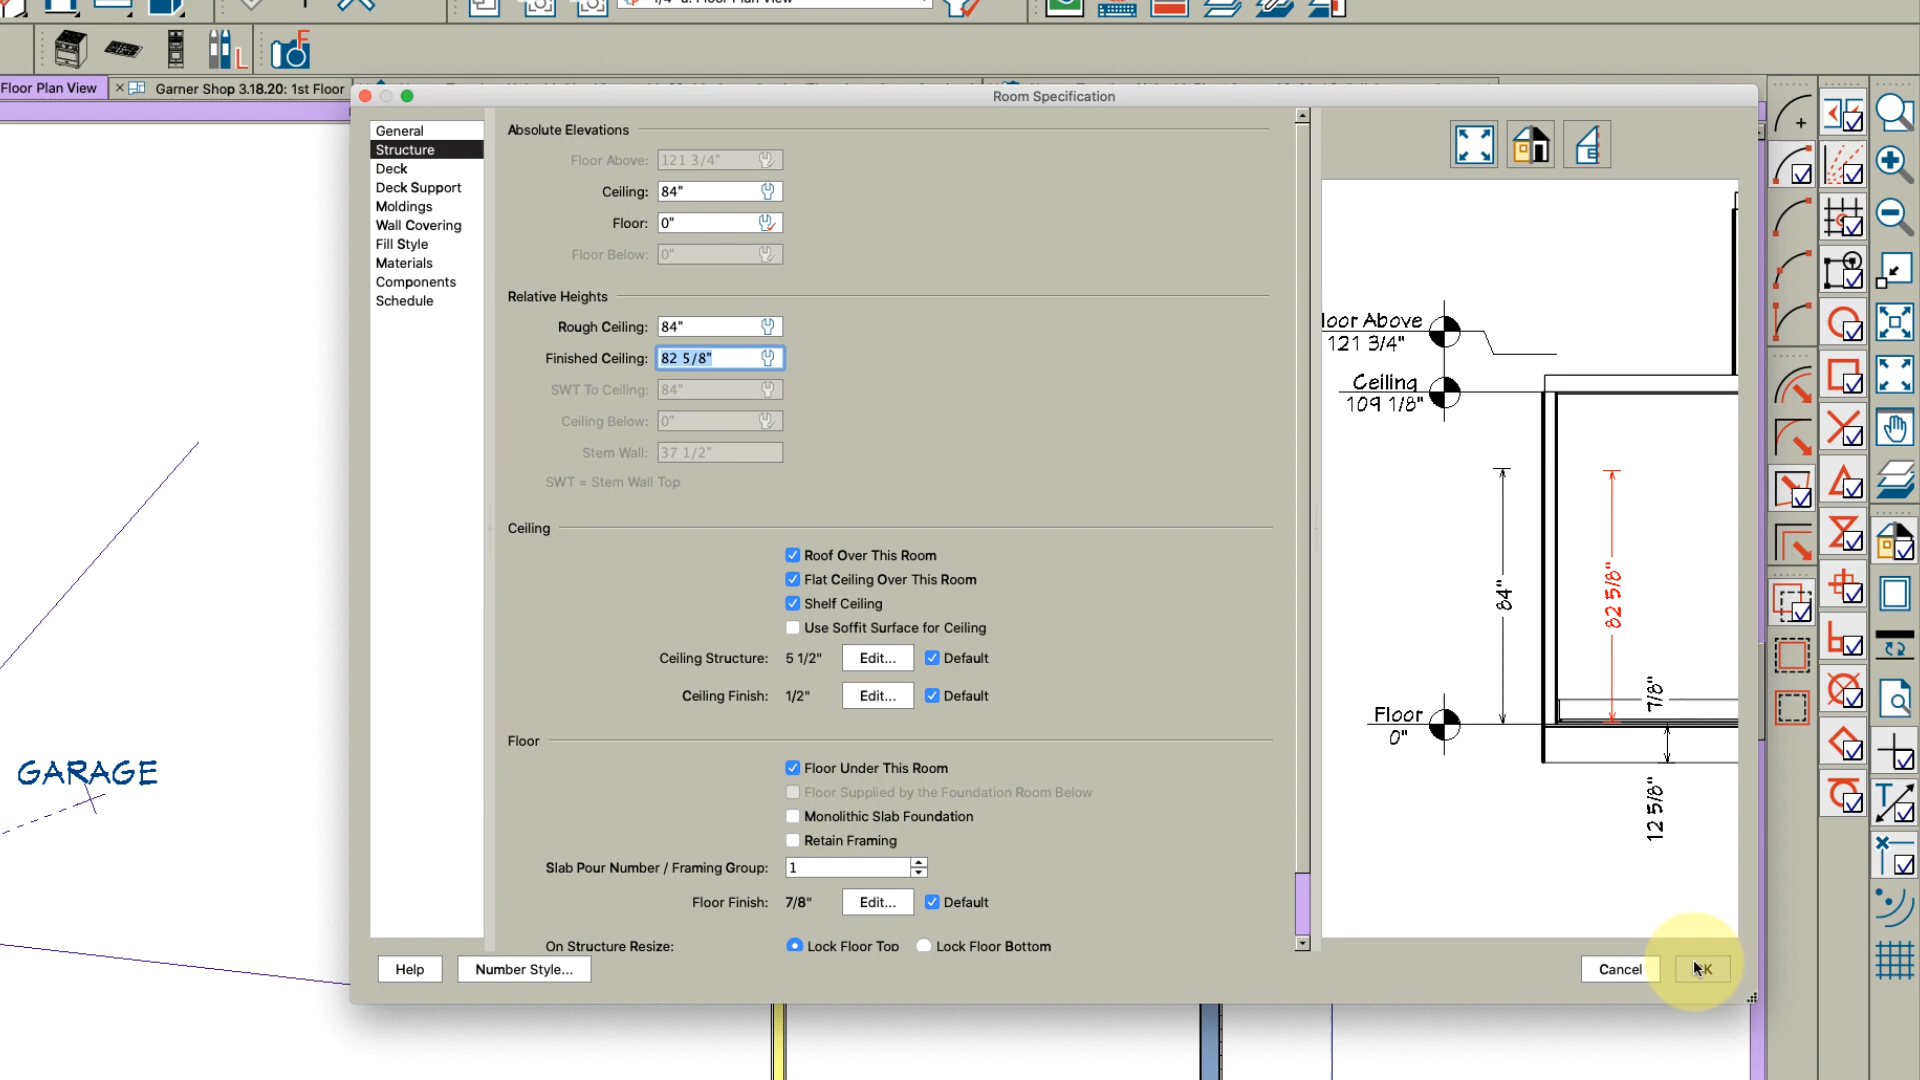 Floor Plan View
Garner Shop 3.18.20: 1st Floor
Room Specification
General
Structure
Deck
Deck Support
Moldings
Wall Covering
Fill Style
Materials
Components
Schedule
Absolute Elevations
Floor Above: 121 3/4"
Ceiling: 84"
Floor: 0"
Floor Below: 0"
Relative Heights
Rough Ceiling: 84"
Finished Ceiling: 82 5/8"
SWT To Ceiling: 84"
Ceiling Below: 0"
Stem Wall: 37 1/2"
SWT = Stem Wall Top
Ceiling
Roof Over This Room
Flat Ceiling Over This Room
Shelf Ceiling
Use Soffit Surface for Ceiling
Ceiling Structure: 5 1/2" Edit... Default
Ceiling Finish: 1/2" Edit... Default
Floor
Floor Under This Room
Floor Supplied by the Foundation Room Below
Monolithic Slab Foundation
Retain Framing
Slab Pour Number / Framing Group: 1
Floor Finish: 7/8" Edit... Default
On Structure Resize: Lock Floor Top Lock Floor Bottom
Help
Number Style...
Cancel
loor Above
121 3/4"
Ceiling
109 1/8"
84"
82 5/8"
7/8"
Floor
0"
12 5/8"
GARAGE